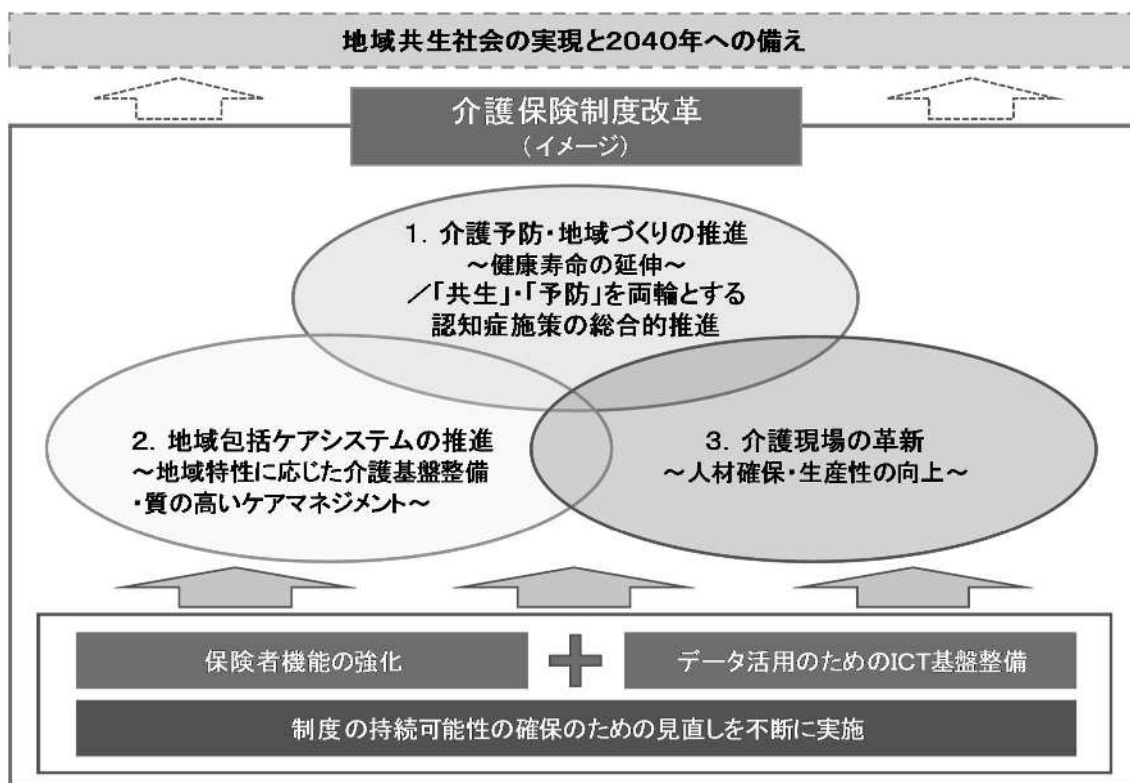 地域共生社会の実現と2040年への備え
介護保険制度改革
（イメージ）
1．介護予防・地域づくりの推進
～健康寿命の延伸～
／「共生」・「予防」を両輪とする
認知症施策の総合的推進
2．地域包括ケアシステムの推進
～地域特性に応じた介護基盤整備
・質の高いケアマネジメント～
3．介護現場の革新
～人材確保・生産性の向上～
保険者機能の強化
データ活用のためのICT基盤整備
制度の持続可能性の確保のための見直しを不断に実施